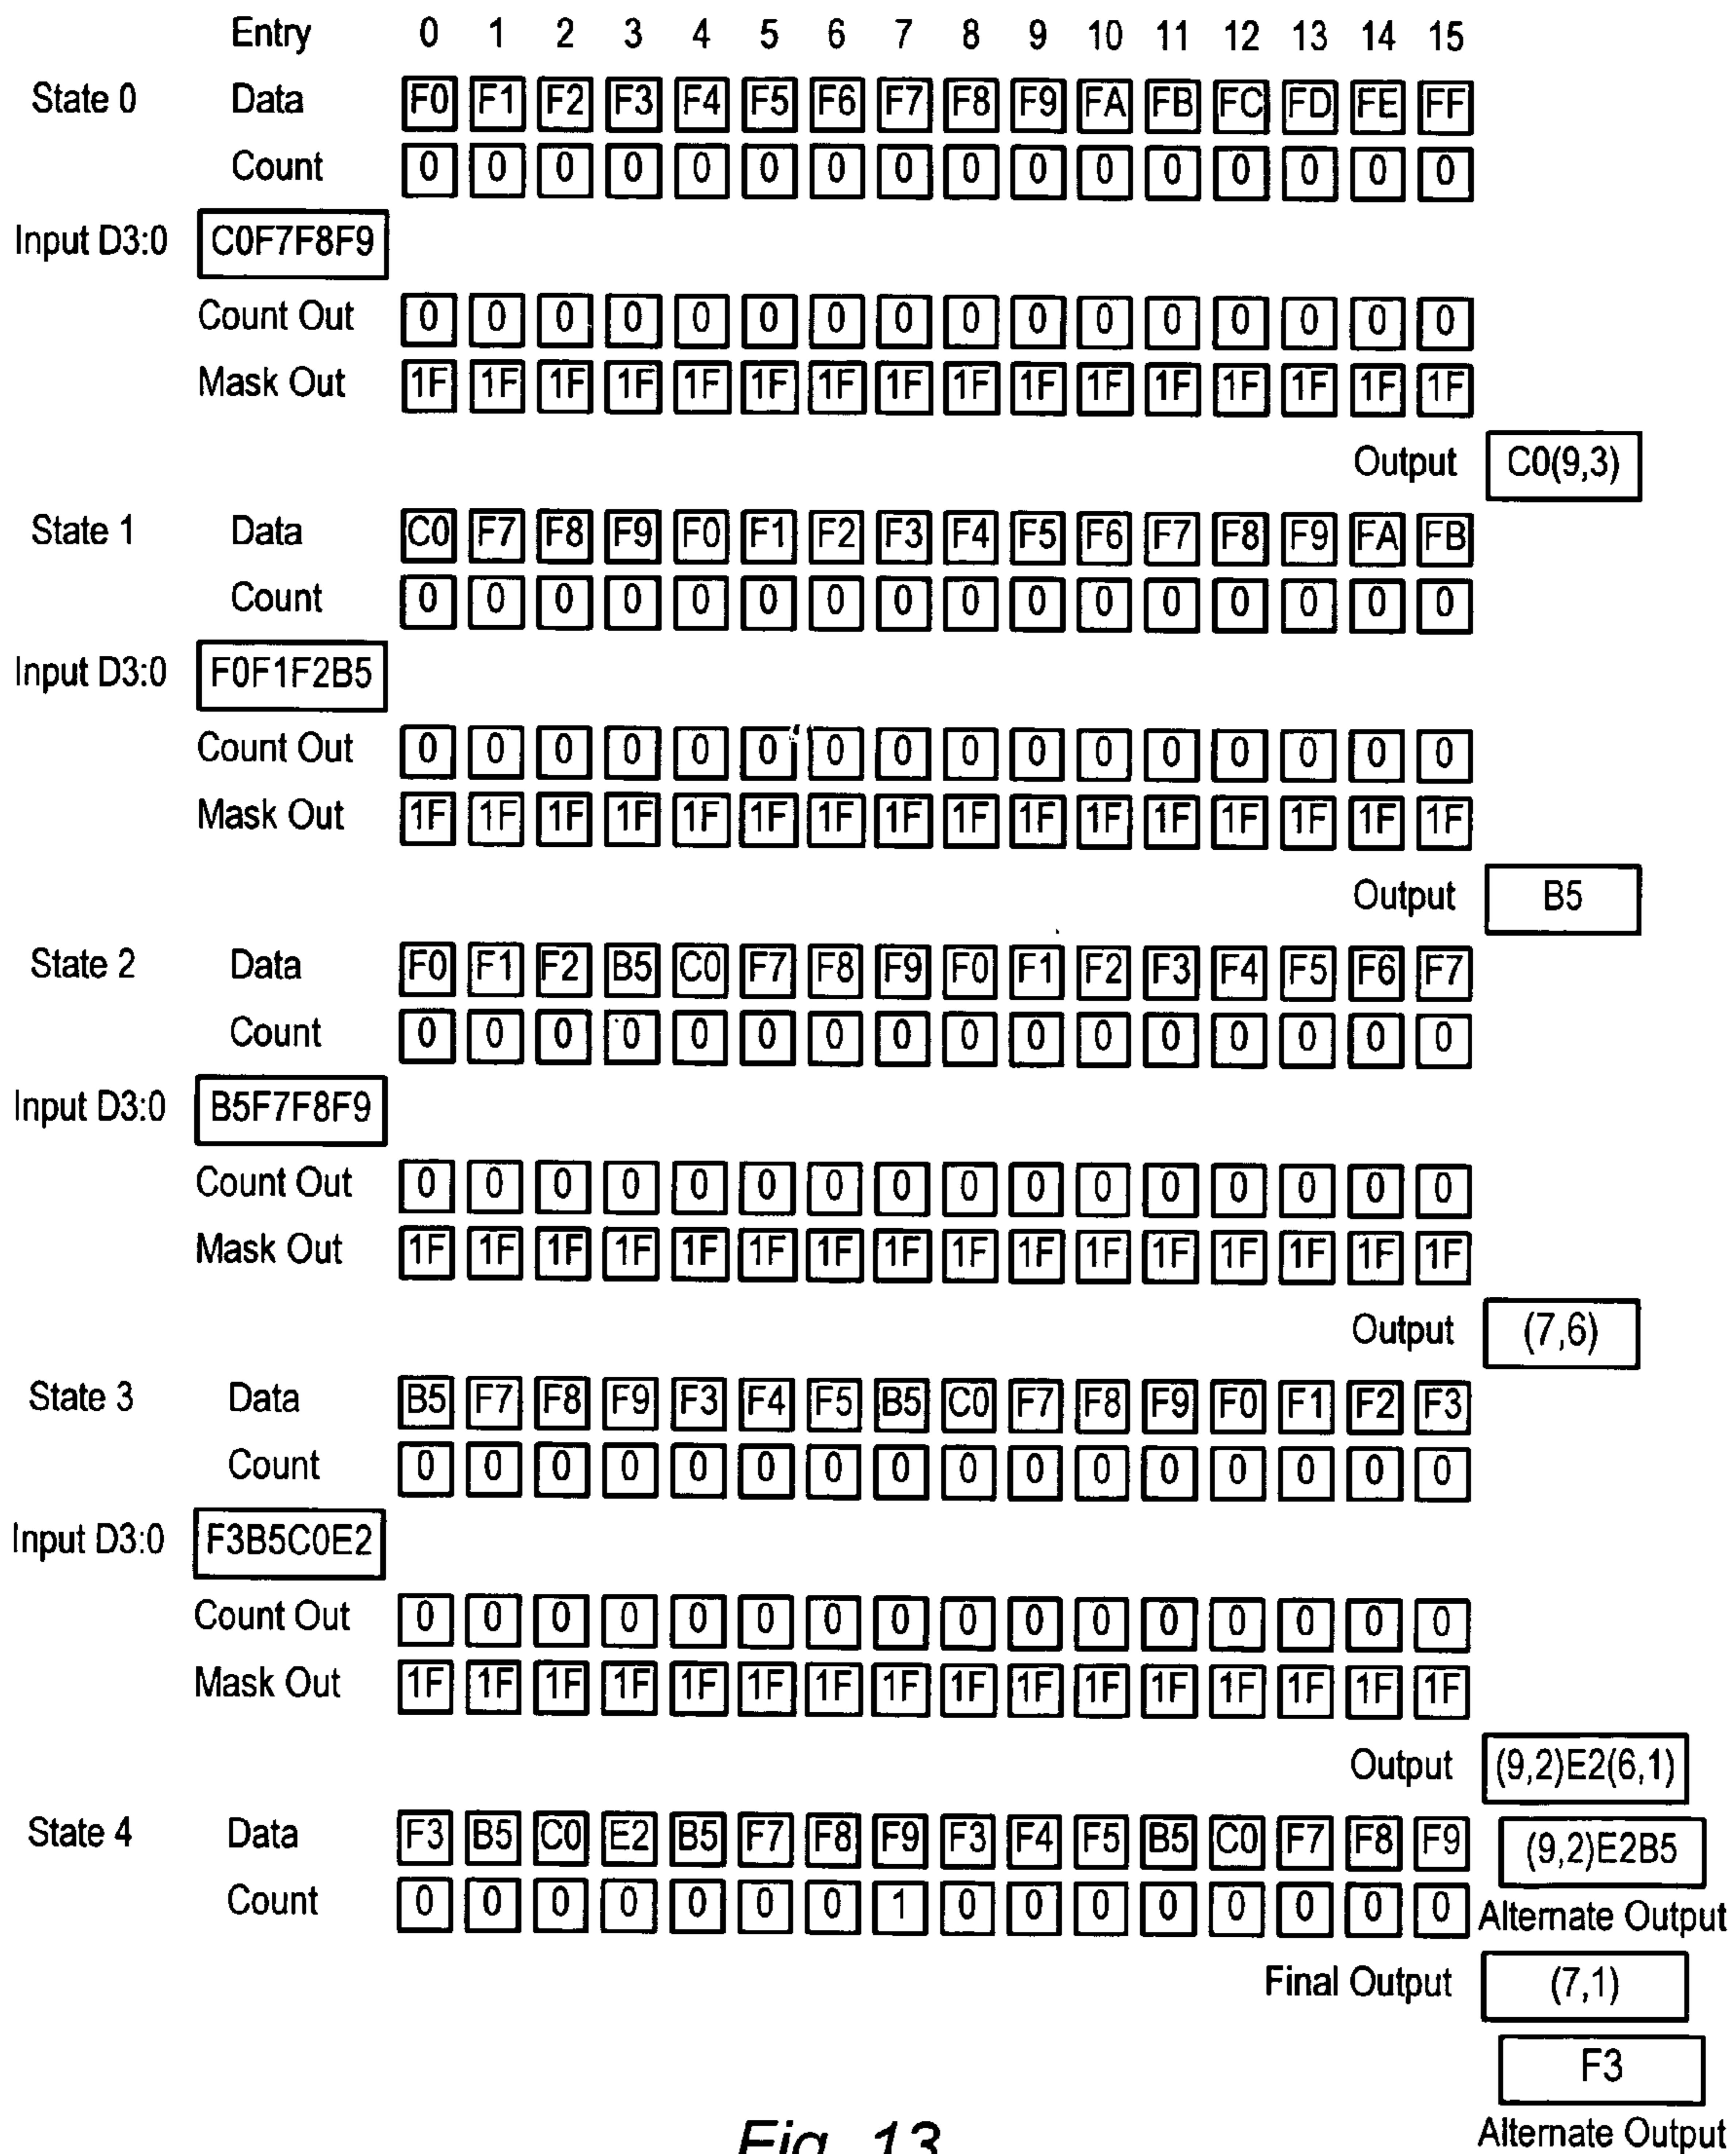 Entry 0 1 2 3 4 5 6 7 8 9 10 11 12 13 14 15
State 0 Data F0 F1 F2 F3 F4 F5 F6 F7 F8 F9 FA FB FC FD FE FF
Count 0 0 0 0 0 0 0 0 0 0 0 0 0 0 0 0
Input D3:0 C0F7F8F9
Count Out 0 0 0 0 0 0 0 0 0 0 0 0 0 0 0 0
Mask Out 1F 1F 1F 1F 1F 1F 1F 1F 1F 1F 1F 1F 1F 1F 1F 1F
Output C0(9,3)
State 1 Data C0 F7 F8 F9 F0 F1 F2 F3 F4 F5 F6 F7 F8 F9 FA FB
Count 0 0 0 0 0 0 0 0 0 0 0 0 0 0 0 0
Input D3:0 F0F1F2B5
Count Out 0 0 0 0 0 0 0 0 0 0 0 0 0 0 0 0
Mask Out 1F 1F 1F 1F 1F 1F 1F 1F 1F 1F 1F 1F 1F 1F 1F 1F
Output B5
State 2 Data F0 F1 F2 B5 C0 F7 F8 F9 F0 F1 F2 F3 F4 F5 F6 F7
Count 0 0 0 0 0 0 0 0 0 0 0 0 0 0 0 0
Input D3:0 B5F7F8F9
Count Out 0 0 0 0 0 0 0 0 0 0 0 0 0 0 0 0
Mask Out 1F 1F 1F 1F 1F 1F 1F 1F 1F 1F 1F 1F 1F 1F 1F 1F
Output (7,6)
State 3 Data B5 F7 F8 F9 F3 F4 F5 B5 C0 F7 F8 F9 F0 F1 F2 F3
Count 0 0 0 0 0 0 0 0 0 0 0 0 0 0 0 0
Input D3:0 F3B5C0E2
Count Out 0 0 0 0 0 0 0 0 0 0 0 0 0 0 0 0
Mask Out 1F 1F 1F 1F 1F 1F 1F 1F 1F 1F 1F 1F 1F 1F 1F 1F
Output (9,2)E2(6,1)
State 4 Data F3 B5 C0 E2 B5 F7 F8 F9 F3 F4 F5 B5 C0 F7 F8 F9 (9,2)E2B5
Count 0 0 0 0 0 0 0 1 0 0 0 0 0 0 0 0 Alternate Output
Final Output (7,1)
F3
Alternate Output
Fig. 13